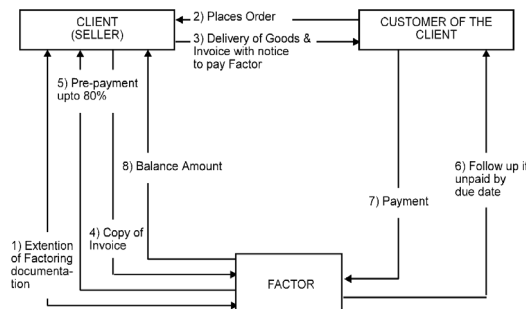 CLIENT
(SELLER)
2) Places Order
CUSTOMER OF THE
CLIENT
3) Delivery of Goods &
Invoice with notice
to pay Factor
5) Pre-payment
upto 80%
8) Balance Amount
6) Follow up if
unpaid by
due date
7) Payment
4) Copy of
Invoice
1) Extention
of Factoring
documenta-
tion
FACTOR